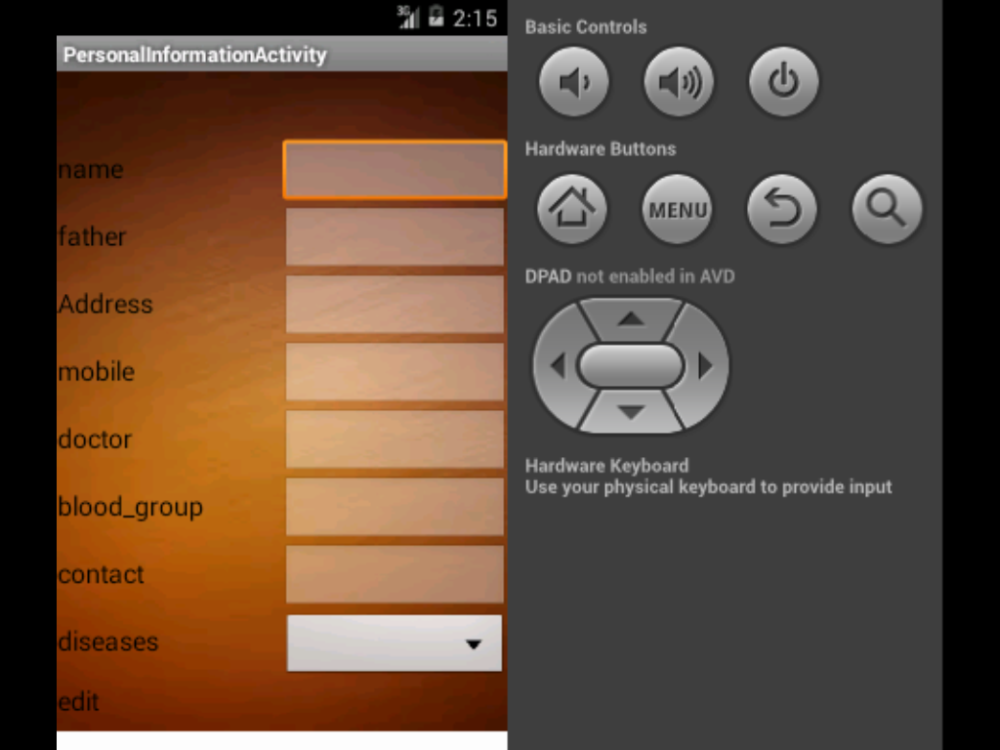 3G 2:15
PersonalInformationActivity
name
father
Address
mobile
doctor
blood_group
contact
diseases
edit
Basic Controls
Hardware Buttons
MENU
DPAD not enabled in AVD
Hardware Keyboard
Use your physical keyboard to provide input